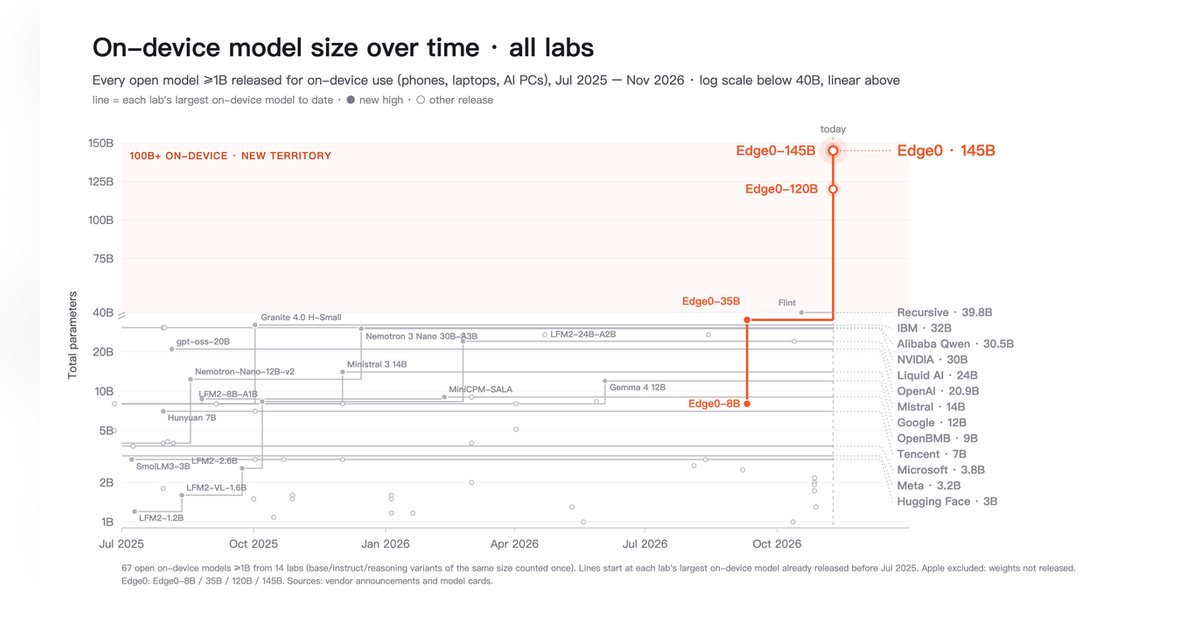 On–device model size over time · all labs
Every open model ≥1B released for on–device use (phones, laptops, AI PCs), Jul 2025 — Nov 2026 · log scale below 40B, linear above
line = each lab's largest on–device model to date · ● new high · ○ other release
today
150B
100B+ ON–DEVICE · NEW TERRITORY
Edge0–145B
Edge0 · 145B
125B
Edge0–120B
100B
75B
Total parameters
40B
Edge0–35B
Flint
Recursive · 39.8B
Granite 4.0 H–Small
IBM · 32B
Nemotron 3 Nano 30B–A3B
LFM2–24B–A2B
gpt–oss–20B
Alibaba Qwen · 30.5B
20B
NVIDIA · 30B
Ministral 3 14B
Nemotron–Nano–12B–v2
Liquid AI · 24B
Gemma 4 12B
MiniCPM–SALA
OpenAI · 20.9B
10B
LFM2–8B–A1B
Edge0–8B
Mistral · 14B
Hunyuan 7B
Google · 12B
5B
OpenBMB · 9B
Tencent · 7B
LFM2–2.6B
SmolLM3–3B
Microsoft · 3.8B
2B
LFM2–VL–1.6B
Meta · 3.2B
Hugging Face · 3B
LFM2–1.2B
1B
Jul 2025
Oct 2025
Jan 2026
Apr 2026
Jul 2026
Oct 2026
67 open on–device models ≥1B from 14 labs (base/instruct/reasoning variants of the same size counted once). Lines start at each lab's largest on–device model already released before Jul 2025. Apple excluded: weights not released.
Edge0: Edge0–8B / 35B / 120B / 145B. Sources: vendor announcements and model cards.